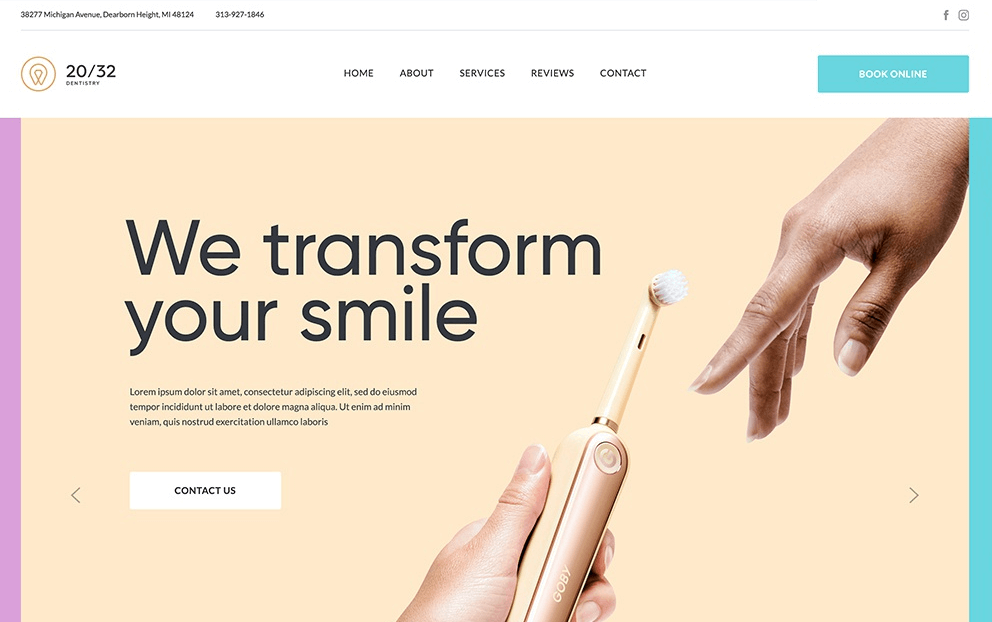 38277 Michigan Avenue, Dearborn Height, MI 48124
313-927-1846
20/32
DENTISTRY
HOME
ABOUT
SERVICES
REVIEWS
CONTACT
BOOK ONLINE
We transform
your smile
Lorem ipsum dolor sit amet, consectetur adipiscing elit, sed do eiusmod
tempor incididunt ut labore et dolore magna aliqua. Ut enim ad minim
veniam, quis nostrud exercitation ullamco laboris
CONTACT US
GOBY